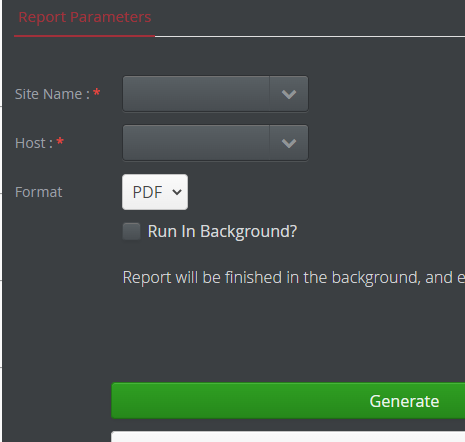 Report Parameters
Site Name : *
Host : *
Format PDF
Run In Background?
Report will be finished in the background, and e
Generate